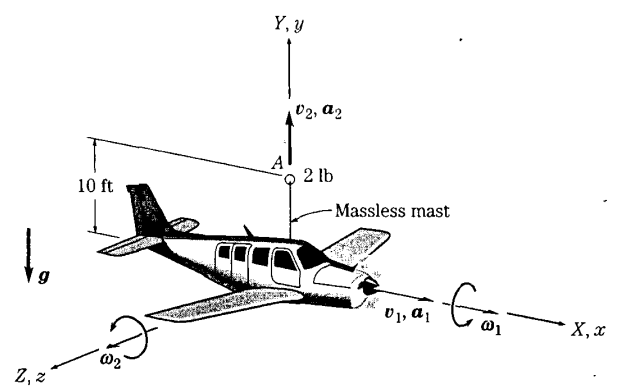 Y, y
v₂, a₂
A
2 lb
10 ft
Massless mast
g
v₁, a₁
ω₁
X, x
ω₂
Z, z